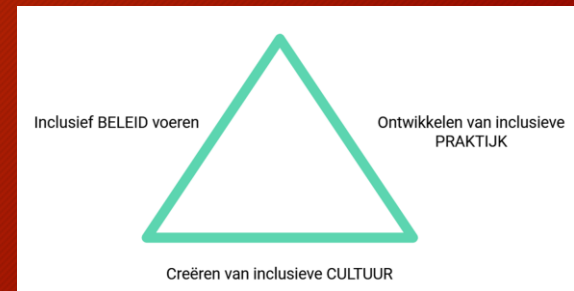 Inclusief BELEID voeren
Ontwikkelen van inclusieve
PRAKTIJK
Creëren van inclusieve CULTUUR